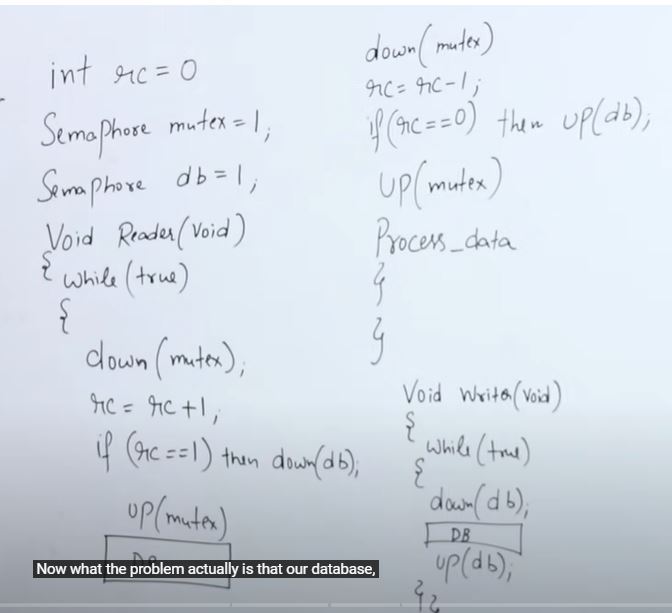 int rc = 0
Semaphore mutex = 1;
Semaphore db = 1;
Void Reader(Void)
{ while (true)
{
down (mutex);
rc = rc +1;
if (rc ==1) then down(db);
up(mutex)
DB
down(mutex)
rc = rc-1;
if(rc==0) then up(db);
up(mutex)
Process_data
}
}
Void Writer(Void)
{
while (true)
{
down(db);
DB
up(db);
}}
Now what the problem actually is that our database,